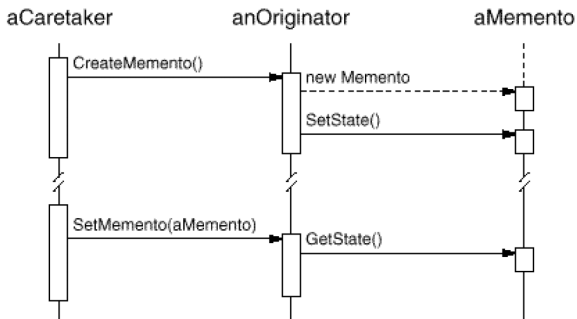 aCaretaker anOriginator aMemento
CreateMemento()
new Memento
SetState()
SetMemento(aMemento)
GetState()